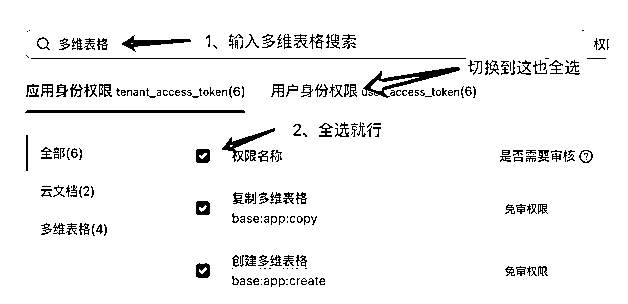 多维表格
1、输入多维表格搜索
权
切换到这也全选
应用身份权限 tenant_access_token(6)
用户身份权限 access_token(6)
2、全选就行
全部(6)
权限名称
是否需要审核 ?
云文档(2)
复制多维表格
base:app:copy
免审权限
多维表格(4)
创建多维表格
base:app:create
免审权限